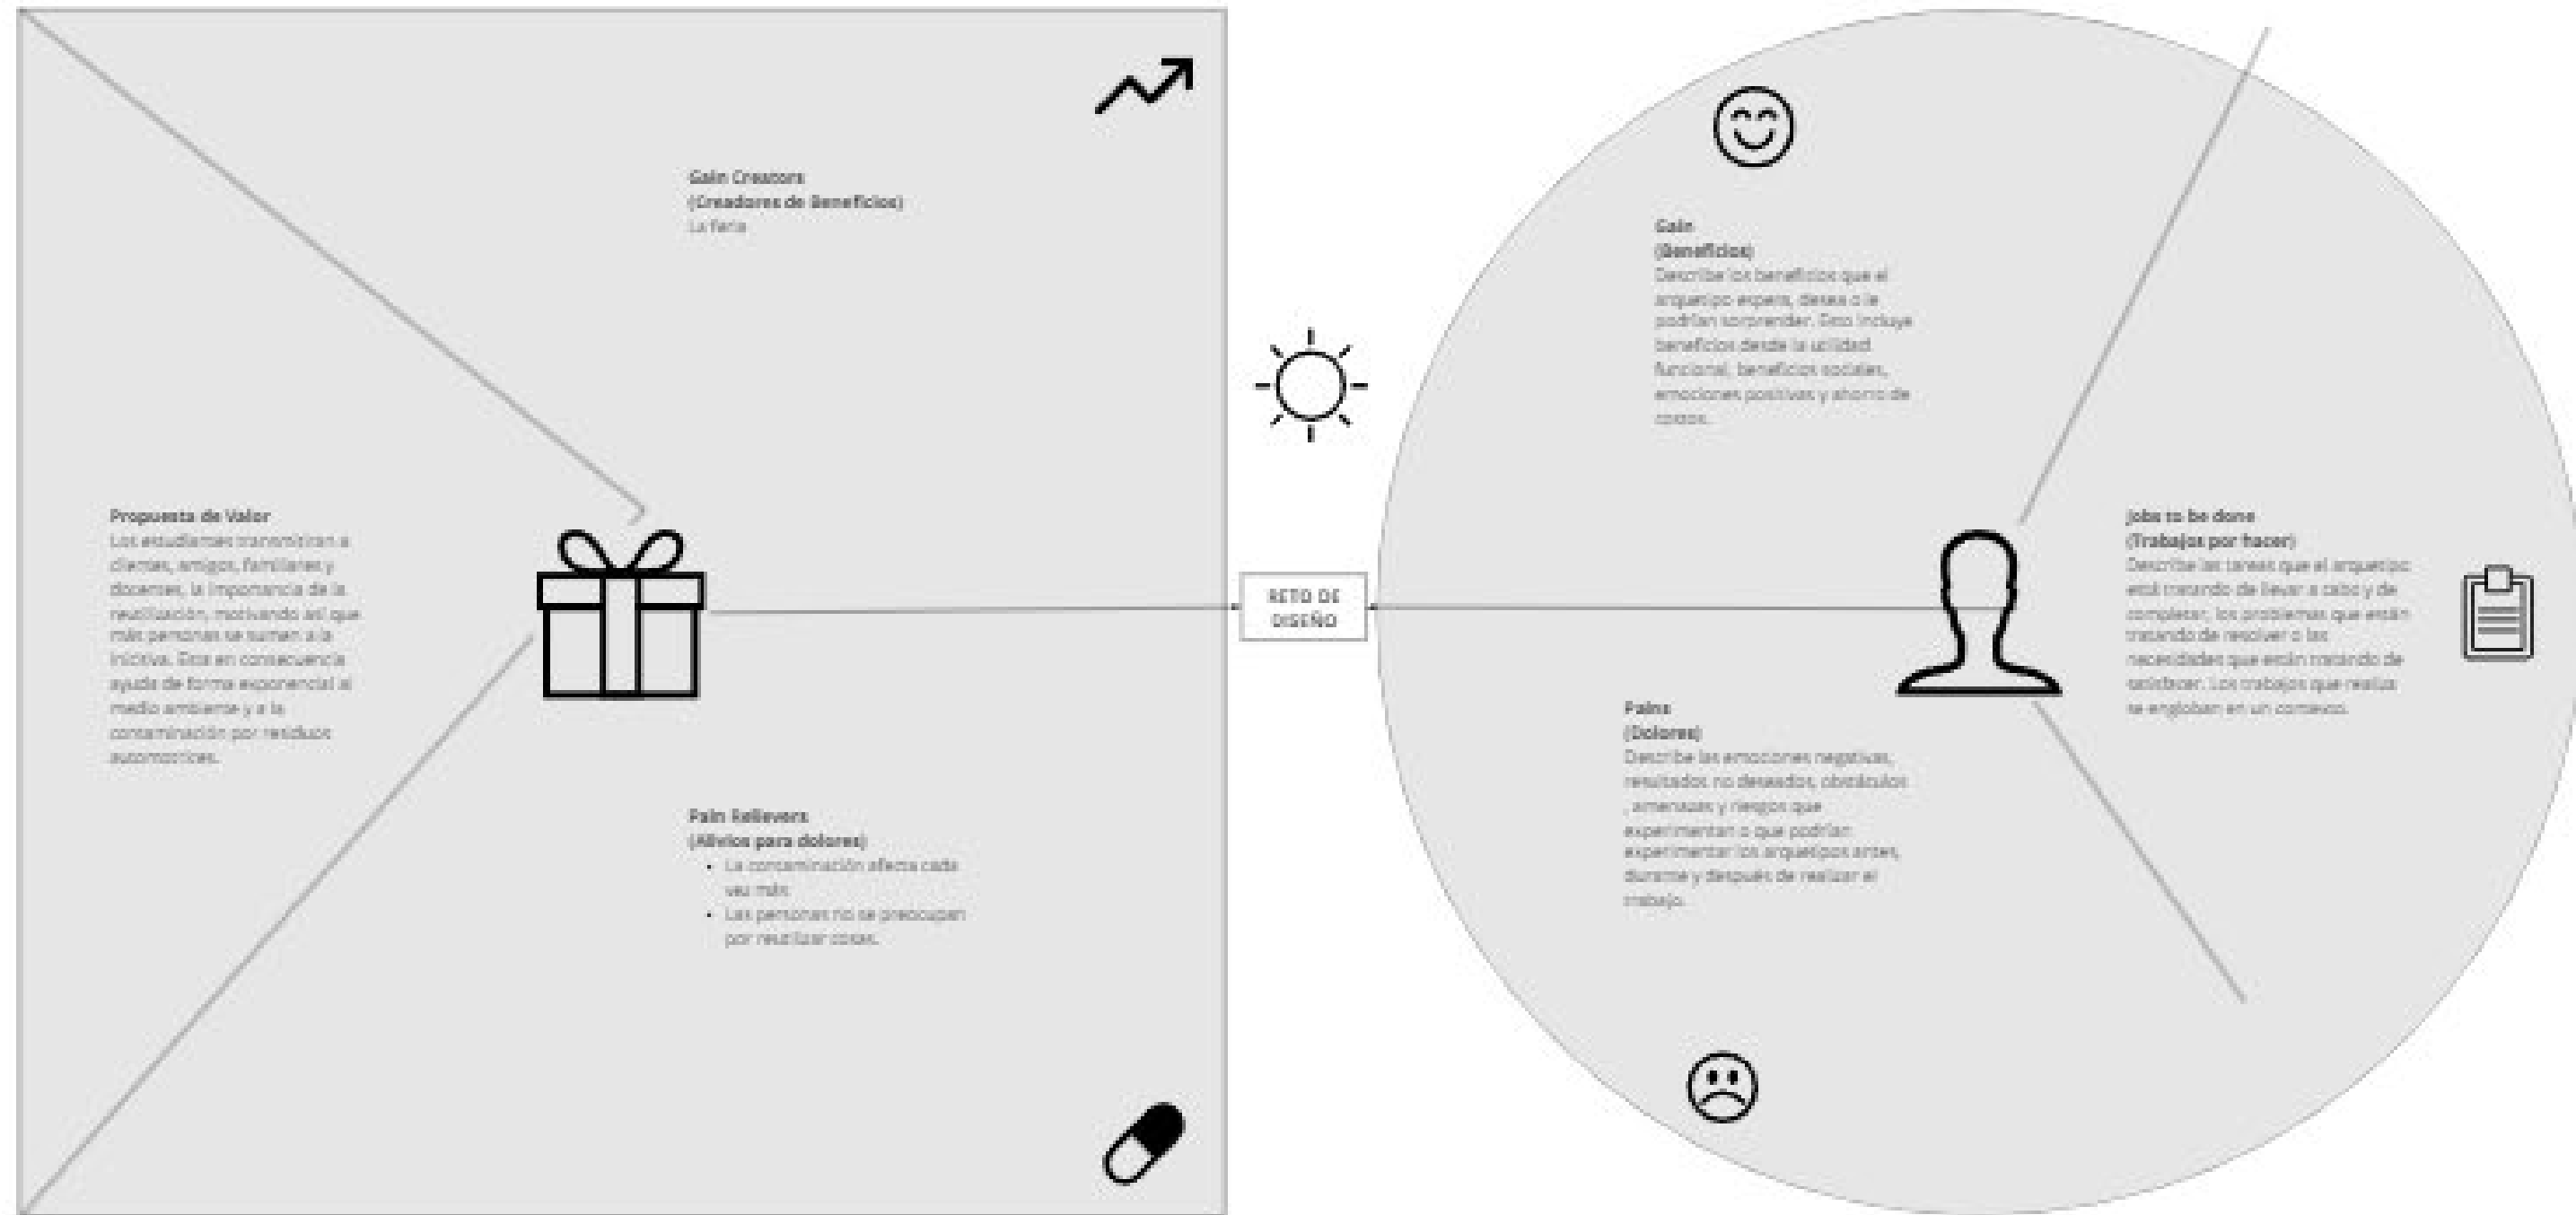 Gain Creators
(Creadores de Beneficios)
La feria
Propuesta de Valor
Los estudiantes transmitiran a
clientes, amigos, familiares y
docentes, la importancia de la
reutilización, motivando así que
más personas se sumen a la
inicitiva. Esto en consecuencia
ayuda de forma exponencial al
medio ambiente y a la
contaminación por residuos
automotrices.
Pain Relievers
(Alivios para dolores)
• La contaminación afecta cada
vez más
• Las personas no se preocupan
por reutilizar cosas.
RETO DE
DISEÑO
Gain
(Beneficios)
Describe los beneficios que el
arquetipo espera, desea o le
podrían sorprender. Esto incluye
beneficios desde la utilidad
funcional, beneficios sociales,
emociones positivas y ahorro de
costos.
Pains
(Dolores)
Describe las emociones negativas,
resultados no deseados, obstáculos
, amenazas y riesgos que
experimentan o que podrían
experimentar los arquetipos antes,
durante y después de realizar el
trabajo.
Jobs to be done
(Trabajos por hacer)
Describe las tareas que el arquetipo
está tratando de llevar a cabo y de
completar, los problemas que están
tratando de resolver o las
necesidades que están tratando de
satisfacer. Los trabajos que realiza
se engloban en un contexto.